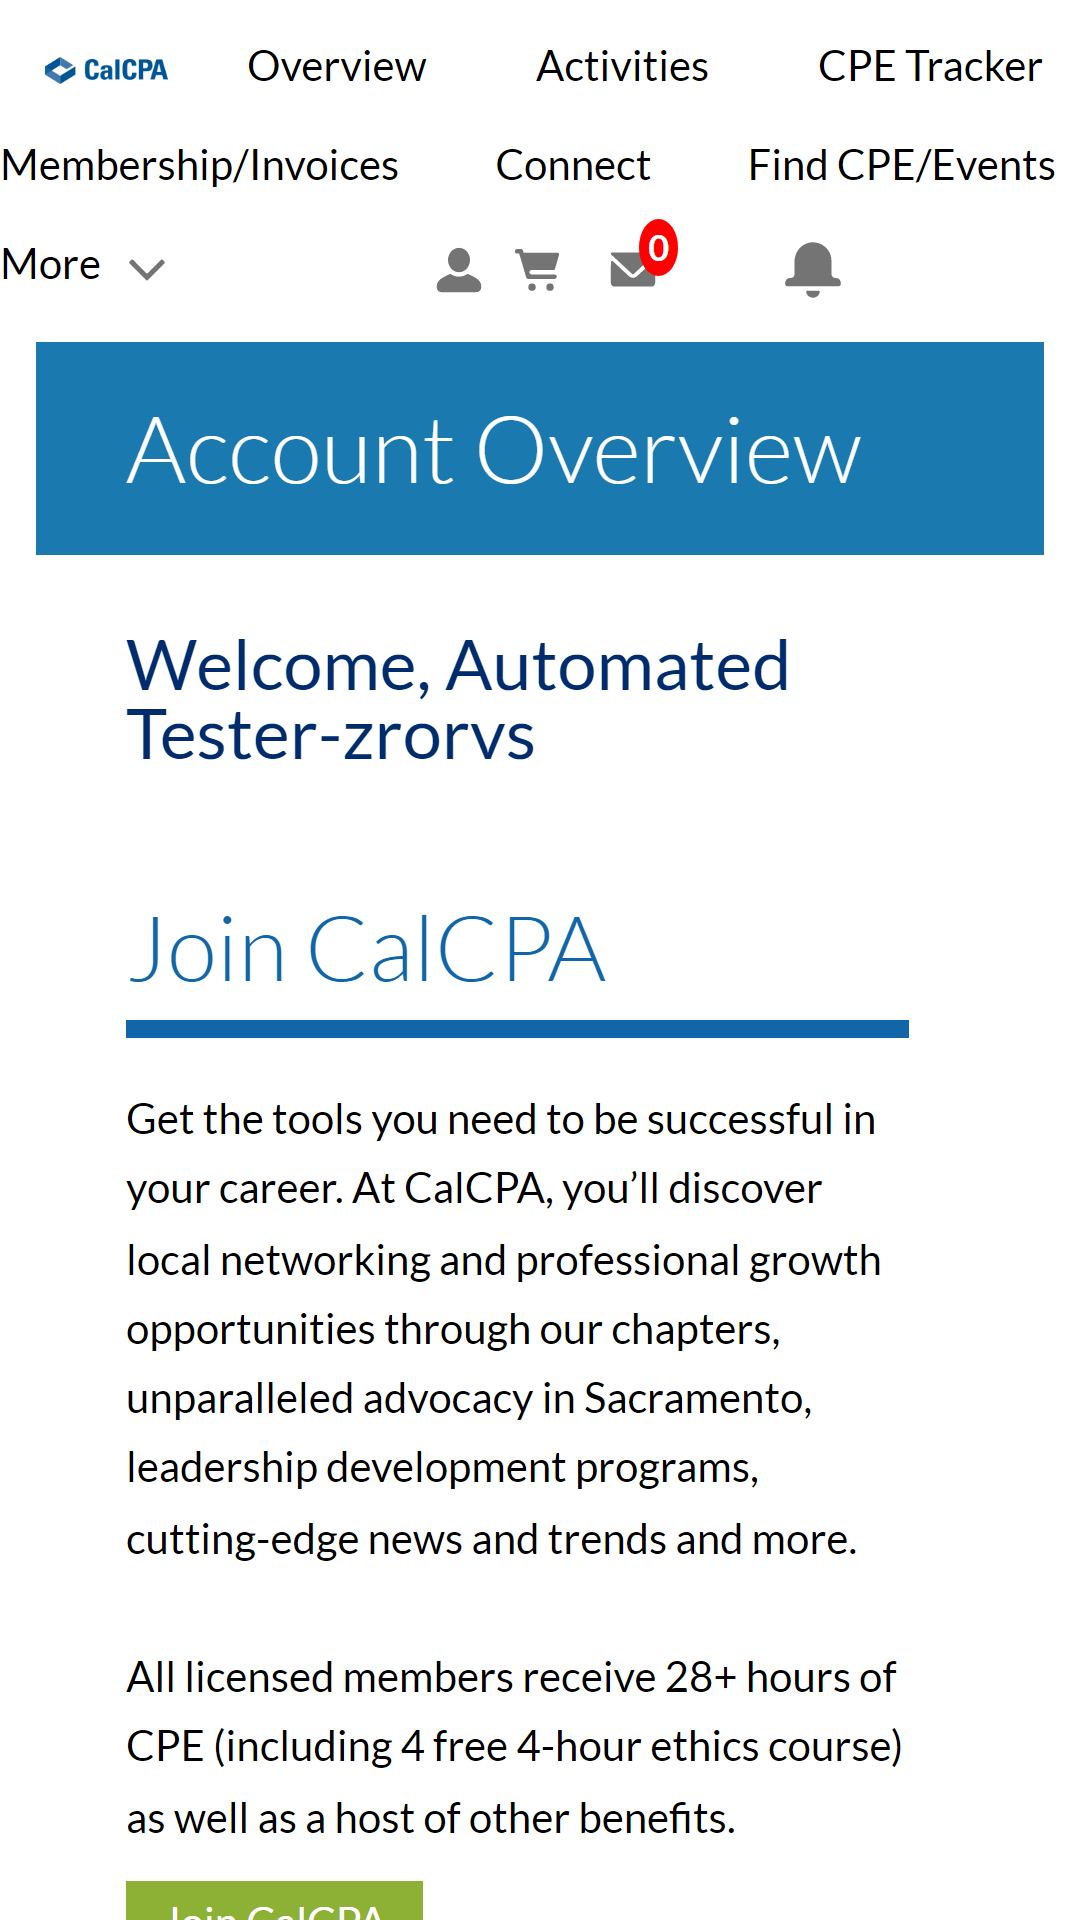 CalCPA Overview Activities CPE Tracker
Membership/Invoices Connect Find CPE/Events
More 0
Account Overview
Welcome, Automated
Tester-zrorvs
Join CalCPA
Get the tools you need to be successful in
your career. At CalCPA, you’ll discover
local networking and professional growth
opportunities through our chapters,
unparalleled advocacy in Sacramento,
leadership development programs,
cutting-edge news and trends and more.
All licensed members receive 28+ hours of
CPE (including 4 free 4-hour ethics course)
as well as a host of other benefits.
Join CalCPA